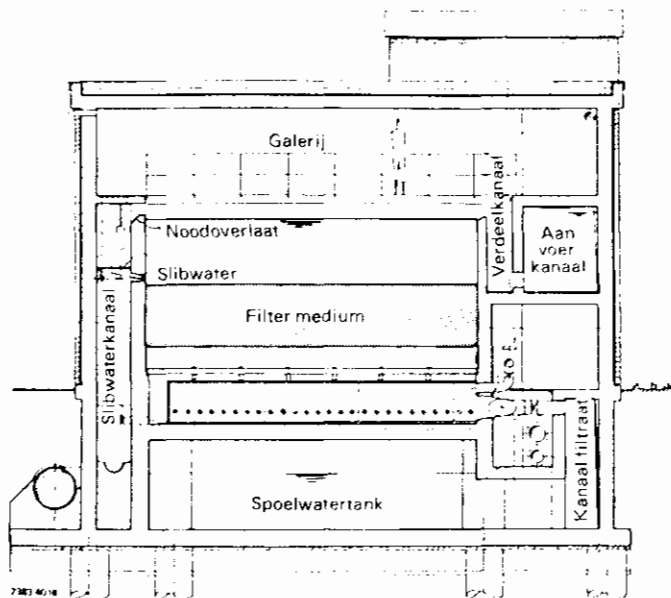 Galerij
Noodoverlaat
Slibwater
Verdeelkanaal
Aan
voer
kanaal
Filter medium
Slibwaterkanaal
Spoelwatertank
Kanaal filtraat